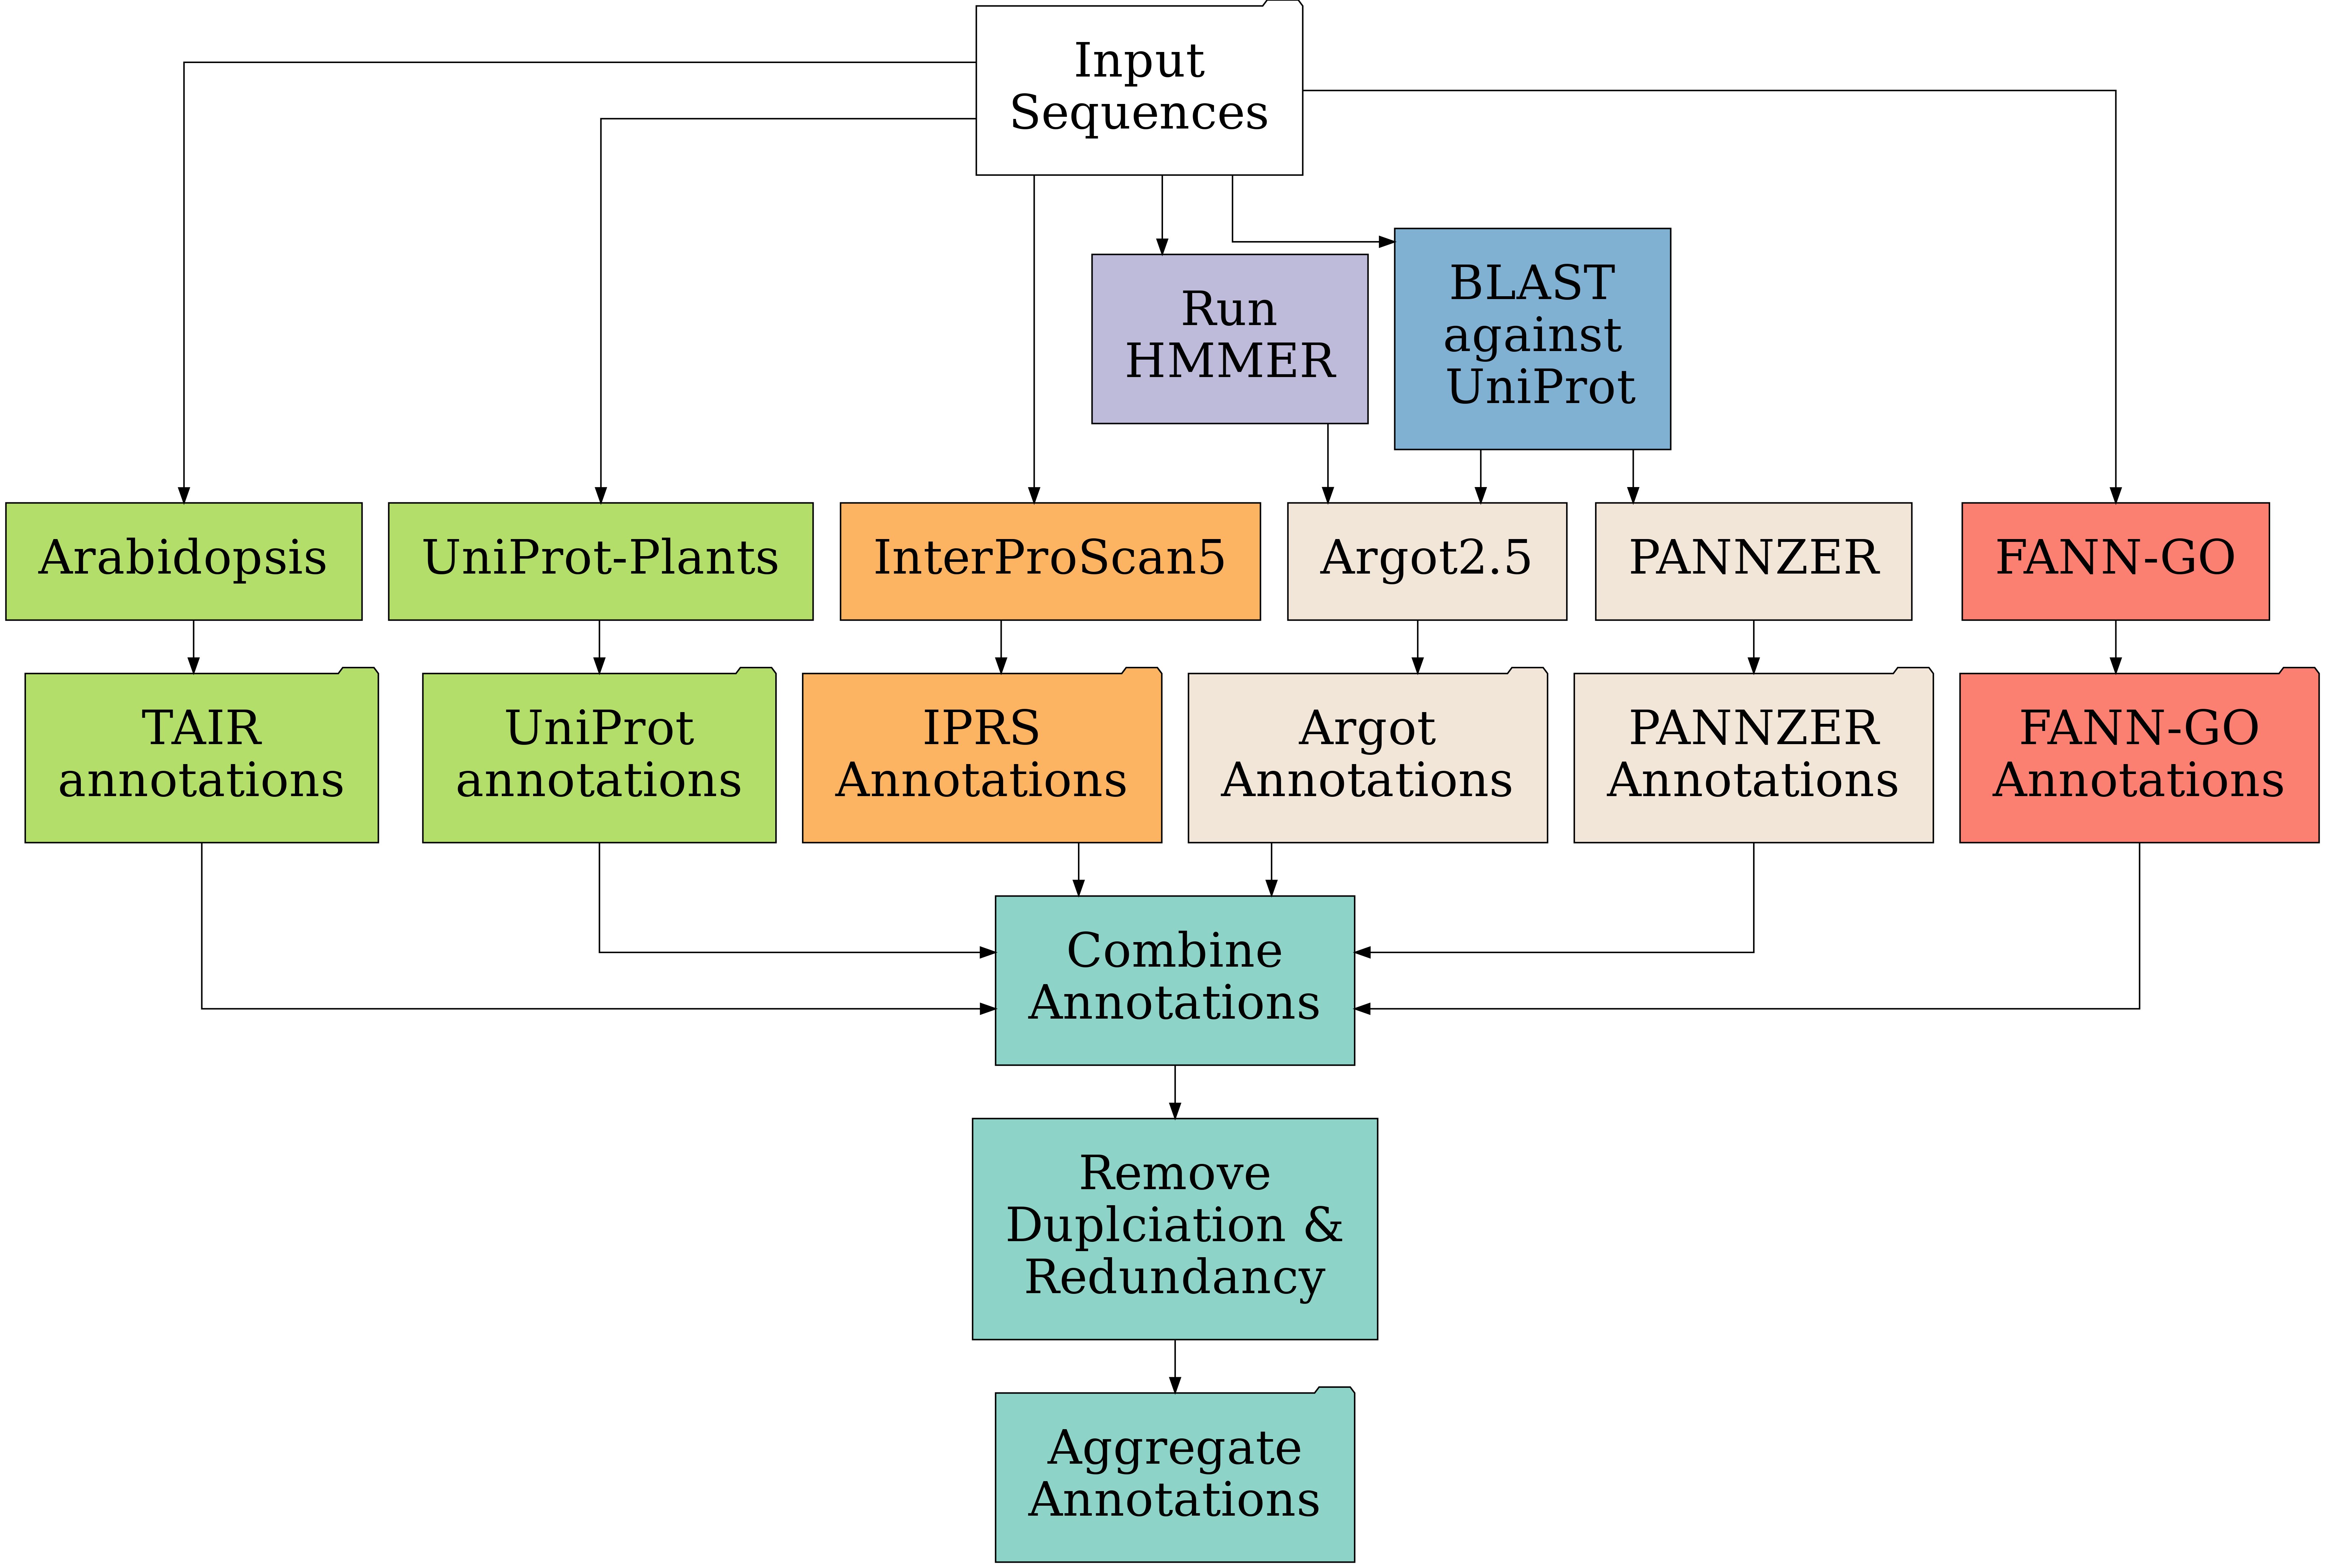 Input
Sequences
Run
HMMER
BLAST
against
UniProt
Arabidopsis
UniProt-Plants
InterProScan5
Argot2.5
PANNZER
FANN-GO
TAIR
annotations
UniProt
annotations
IPRS
Annotations
Argot
Annotations
PANNZER
Annotations
FANN-GO
Annotations
Combine
Annotations
Remove
Duplciation &
Redundancy
Aggregate
Annotations